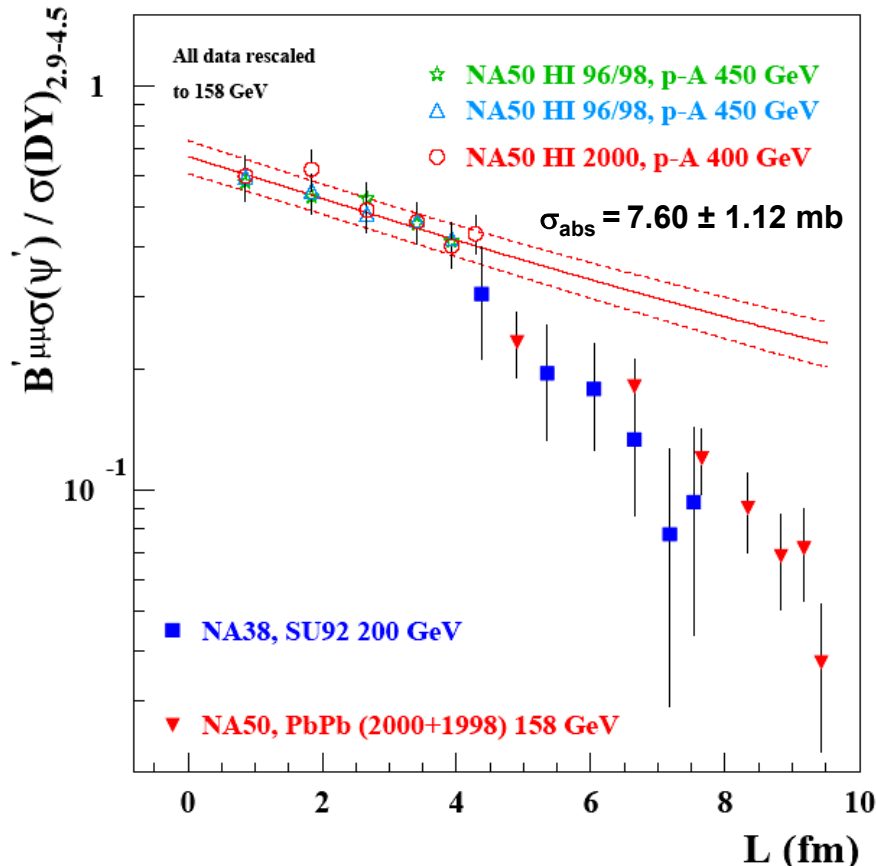 All data rescaled
to 158 GeV
NA50 HI 96/98, p-A 450 GeV
NA50 HI 96/98, p-A 450 GeV
NA50 HI 2000, p-A 400 GeV
σabs = 7.60 ± 1.12 mb
B'μμσ(ψ') / σ(DY)2.9-4.5
1
10-1
NA38, SU92 200 GeV
NA50, PbPb (2000+1998) 158 GeV
0 2 4 6 8 10
L (fm)